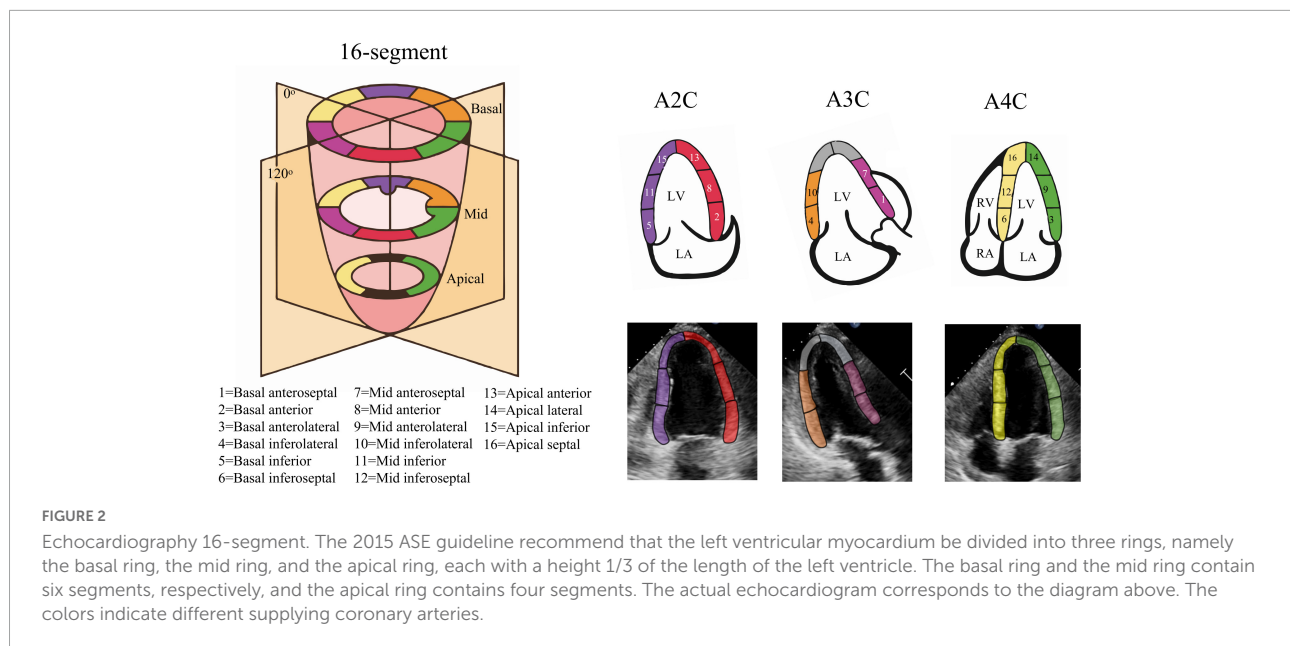 16-segment
0°
Basal
120°
Mid
Apical
1=Basal anteroseptal
2=Basal anterior
3=Basal anterolateral
4=Basal inferolateral
5=Basal inferior
6=Basal inferoseptal
7=Mid anteroseptal
8=Mid anterior
9=Mid anterolateral
10=Mid inferolateral
11=Mid inferior
12=Mid inferoseptal
13=Apical anterior
14=Apical lateral
15=Apical inferior
16=Apical septal
A2C
15
13
11
8
LV
5
2
LA
A3C
7
10
LV
1
4
LA
A4C
16
14
12
9
RV
LV
6
3
RA
LA
FIGURE 2
Echocardiography 16-segment. The 2015 ASE guideline recommend that the left ventricular myocardium be divided into three rings, namely
the basal ring, the mid ring, and the apical ring, each with a height 1/3 of the length of the left ventricle. The basal ring and the mid ring contain
six segments, respectively, and the apical ring contains four segments. The actual echocardiogram corresponds to the diagram above. The
colors indicate different supplying coronary arteries.